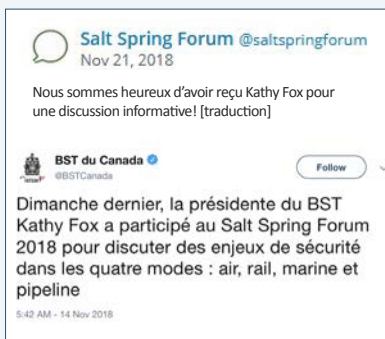 Salt Spring Forum @saltspringforum
Nov 21, 2018
Nous sommes heureux d'avoir reçu Kathy Fox pour
une discussion informative! [traduction]
BST du Canada
@BSTCanada
Follow
Dimanche dernier, la présidente du BST
Kathy Fox a participé au Salt Spring Forum
2018 pour discuter des enjeux de sécurité
dans les quatre modes : air, rail, marine et
pipeline
5:42 AM - 14 Nov 2018